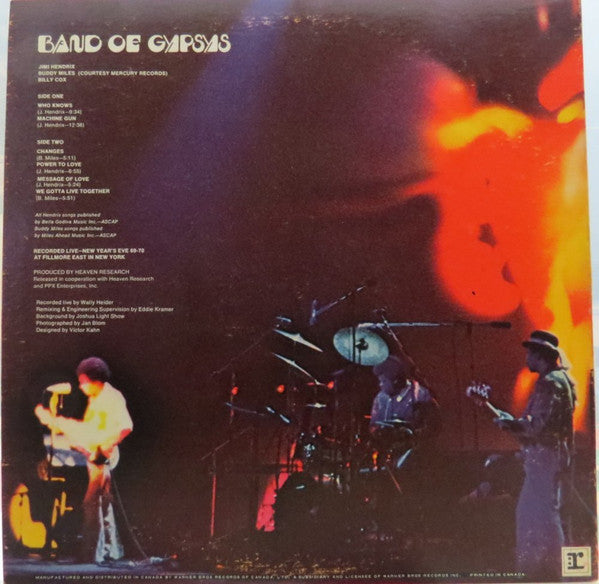 BAND OF GYPSYS
JIMI HENDRIX
BUDDY MILES (COURTESY MERCURY RECORDS)
BILLY COX
SIDE ONE
WHO KNOWS
(J. Hendrix—9:34)
MACHINE GUN
(J. Hendrix—12:36)
SIDE TWO
CHANGES
(B. Miles—5:11)
POWER TO LOVE
(J. Hendrix—6:55)
MESSAGE OF LOVE
(J. Hendrix—5:24)
WE GOTTA LIVE TOGETHER
(B. Miles—5:51)
All Hendrix songs published
by Bella Godiva Music Inc.—ASCAP
Buddy Miles songs published
by Miles Ahead Music Inc.—ASCAP
RECORDED LIVE—NEW YEAR'S EVE 69-70
AT FILLMORE EAST IN NEW YORK
PRODUCED BY HEAVEN RESEARCH
Released in cooperation with Heaven Research
and PPX Enterprises, Inc.
Recorded live by Wally Heider
Remixing & Engineering Supervision by Eddie Kramer
Background by Joshua Light Show
Photographed by Jan Blom
Designed by Victor Kahn
r
MANUFACTURED AND DISTRIBUTED IN CANADA BY WARNER BROS RECORDS OF CANADA LTD. A SUBSIDIARY AND LICENSEE OF WARNER BROS RECORDS INC. PRINTED IN CANADA